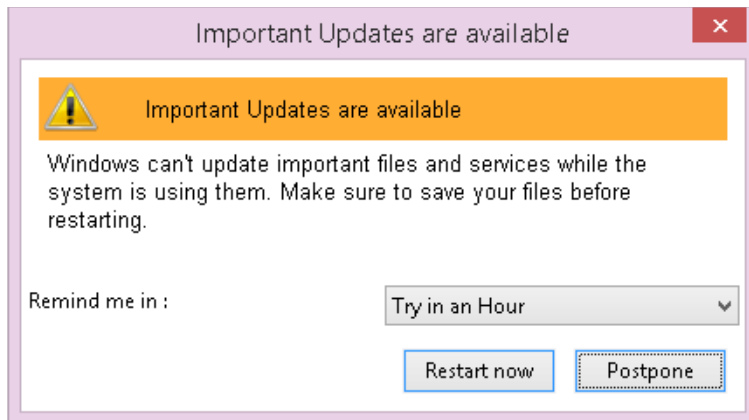 Important Updates are available
Important Updates are available
Windows can't update important files and services while the
system is using them. Make sure to save your files before
restarting.
Remind me in :
Try in an Hour
Restart now
Postpone